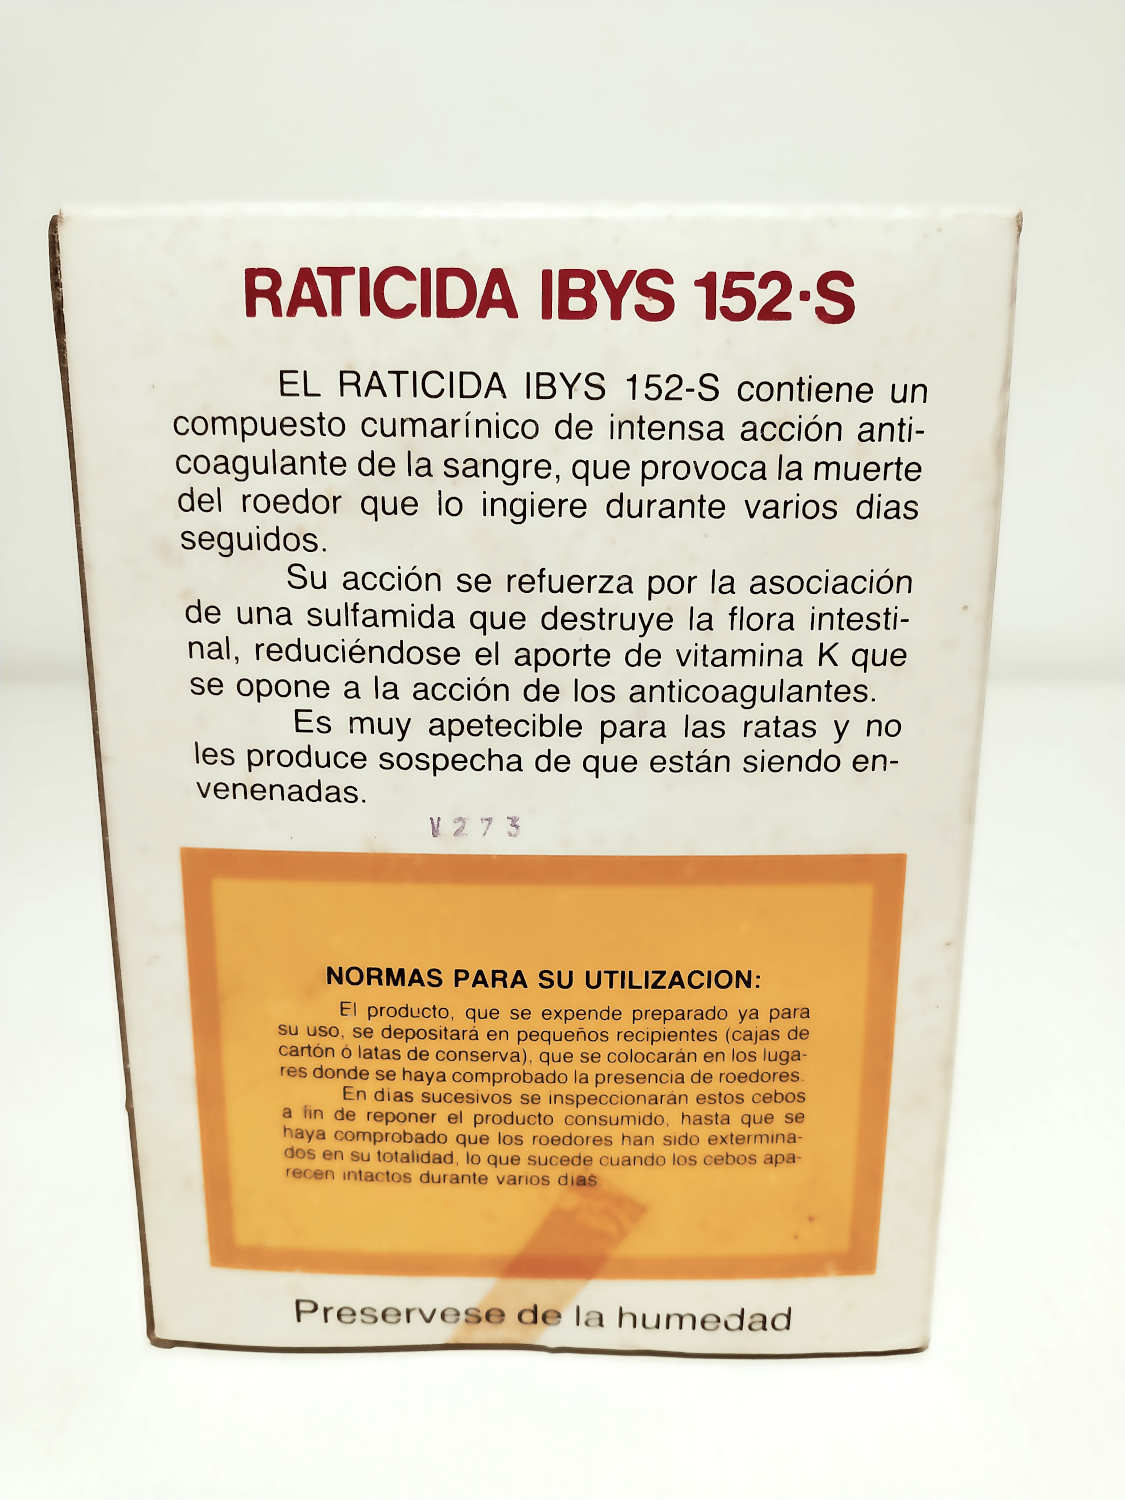 RATICIDA IBYS 152·S
EL RATICIDA IBYS 152-S contiene un
compuesto cumarínico de intensa acción anti-
coagulante de la sangre, que provoca la muerte
del roedor que lo ingiere durante varios dias
seguidos.
Su acción se refuerza por la asociación
de una sulfamida que destruye la flora intesti-
nal, reduciéndose el aporte de vitamina K que
se opone a la acción de los anticoagulantes.
Es muy apetecible para las ratas y no
les produce sospecha de que están siendo en-
venenadas.
V273
NORMAS PARA SU UTILIZACION:
El producto, que se expende preparado ya para
su uso, se depositará en pequeños recipientes (cajas de
cartón ó latas de conserva), que se colocarán en los luga-
res donde se haya comprobado la presencia de roedores.
En dias sucesivos se inspeccionarán estos cebos
a fin de reponer el producto consumido, hasta que se
haya comprobado que los roedores han sido extermina-
dos en su totalidad, lo que sucede cuando los cebos apa-
recen intactos durante varios dias
Preservese de la humedad